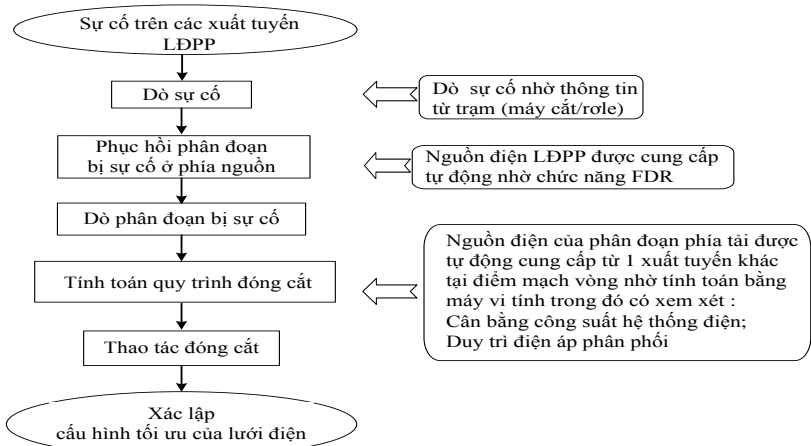 Sự cố trên các xuất tuyến
LĐPP
Dò sự cố
Dò sự cố nhờ thông tin
từ trạm (máy cắt/rơle)
Phục hồi phân đoạn
bị sự cố ở phía nguồn
Nguồn điện LĐPP được cung cấp
tự động nhờ chức năng FDR
Dò phân đoạn bị sự cố
Tính toán quy trình đóng cắt
Nguồn điện của phân đoạn phía tải được
tự động cung cấp từ 1 xuất tuyến khác
tại điểm mạch vòng nhờ tính toán bằng
máy vi tính trong đó có xem xét :
Cân bằng công suất hệ thống điện;
Duy trì điện áp phân phối
Thao tác đóng cắt
Xác lập
cấu hình tối ưu của lưới điện